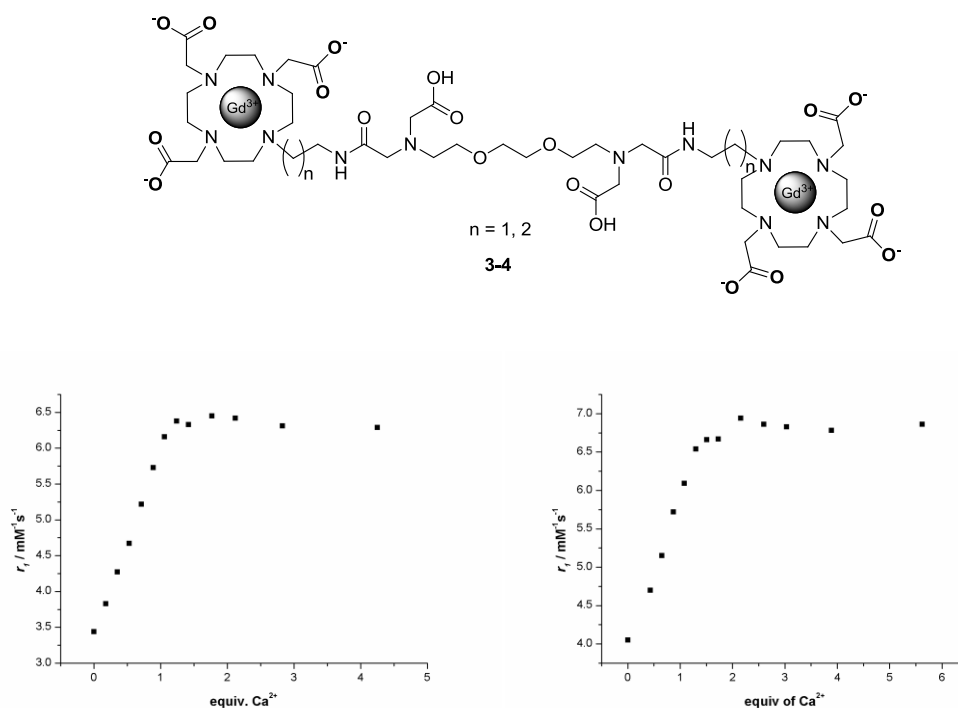 -O O
O-
O
OH
O
O
-O
N N
Gd³⁺
N N
( )n
N
H
O
N
O
O
N
O
OH
O
H
N
( )n
N N
Gd³⁺
N N
O O-
O
O-
-O O
n = 1, 2
3-4
r₁ / mM⁻¹s⁻¹
6.5
6.0
5.5
5.0
4.5
4.0
3.5
3.0
0 1 2 3 4 5
equiv. Ca²⁺
r₁ / mM⁻¹s⁻¹
7.0
6.5
6.0
5.5
5.0
4.5
4.0
0 1 2 3 4 5 6
equiv of Ca²⁺